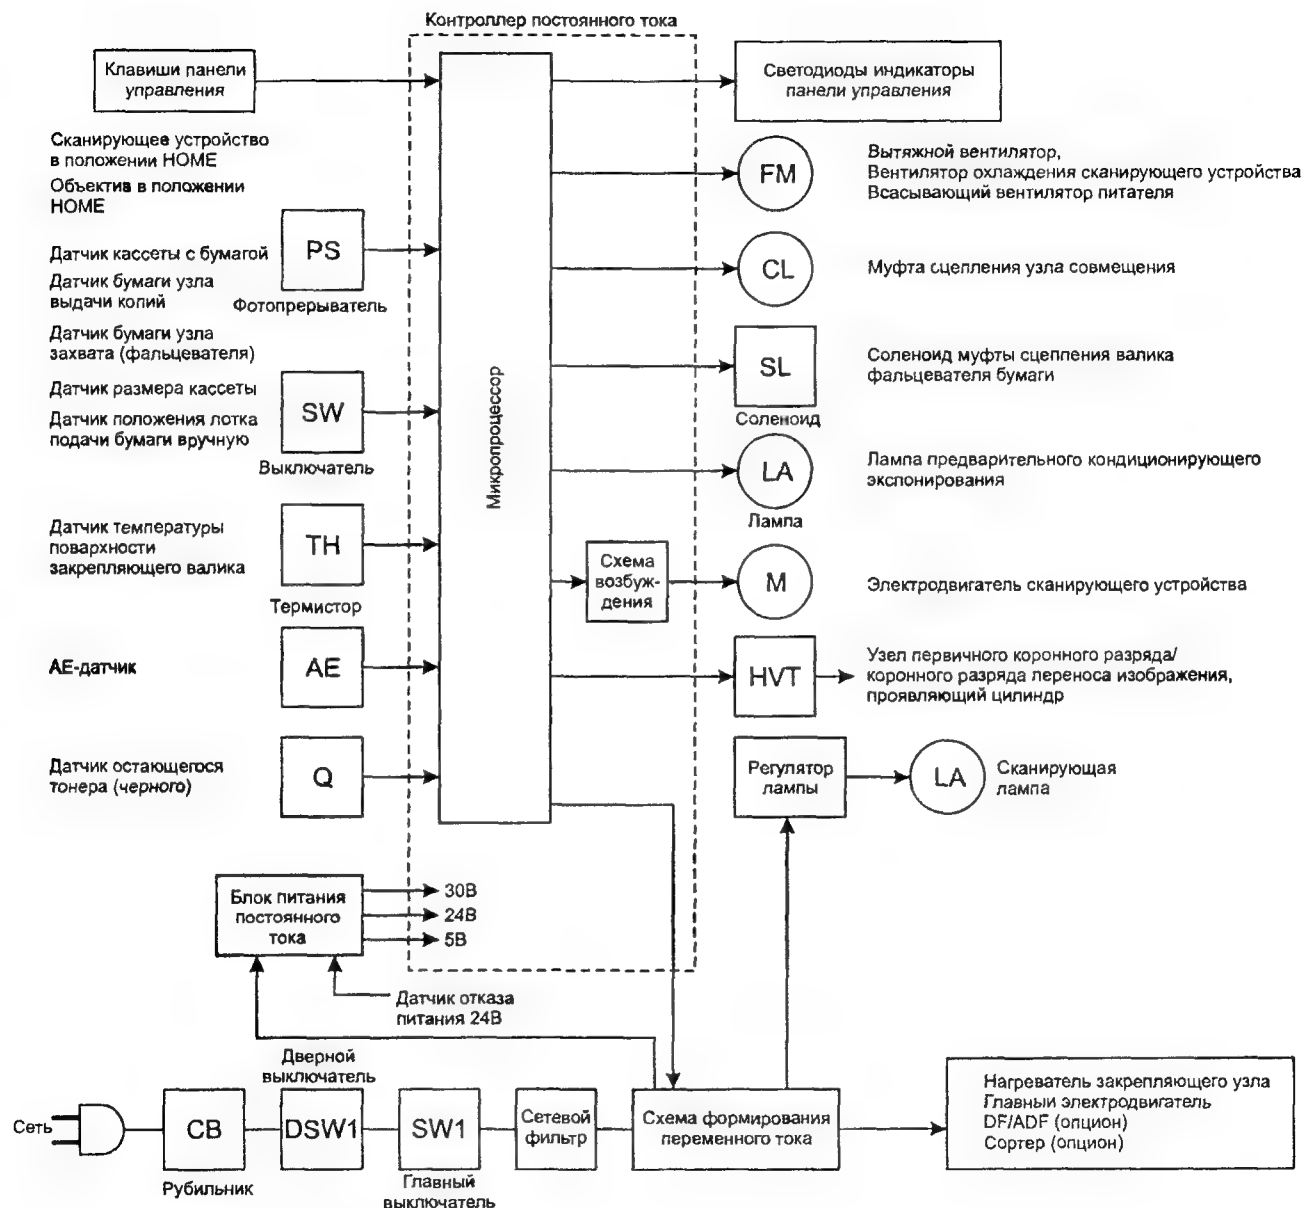 Контроллер постоянного тока
Клавиши панели
управления
Светодиоды индикаторы
панели управления
Сканирующее устройство
в положении HOME
Объектив в положении
HOME
Датчик кассеты с бумагой
Датчик бумаги узла
выдачи копий
PS
Фотопрерыватель
Датчик бумаги узла
захвата (фальцевателя)
Датчик размера кассеты
Датчик положения лотка
подачи бумаги вручную
SW
Выключатель
Датчик температуры
повархности
закрепляющего валика
TH
Термистор
АЕ-датчик
AE
Датчик остающегося
тонера (черного)
Q
Микропроцессор
FM
Вытяжной вентилятор,
Вентилятор охлаждения сканирующего устройства
Всасывающий вентилятор питателя
CL
Муфта сцепления узла совмещения
SL
Соленоид
Соленоид муфты сцепления валика
фальцевателя бумаги
LA
Лампа
Лампа предварительного кондиционирующего
экспонирования
Схема
возбуж-
дения
M
Электродвигатель сканирующего устройства
HVT
Узел первичного коронного разряда/
коронного разряда переноса изображения,
проявляющий цилиндр
Регулятор
лампы
LA
Сканирующая
лампа
Блок питания
постоянного
тока
30В
24В
5В
Датчик отказа
питания 24В
Сеть
CB
Рубильник
Дверной
выключатель
DSW1
SW1
Главный
выключатель
Сетевой
фильтр
Схема формирования
переменного тока
Нагреватель закрепляющего узла
Главный электродвигатель
DF/ADF (опцион)
Сортер (опцион)